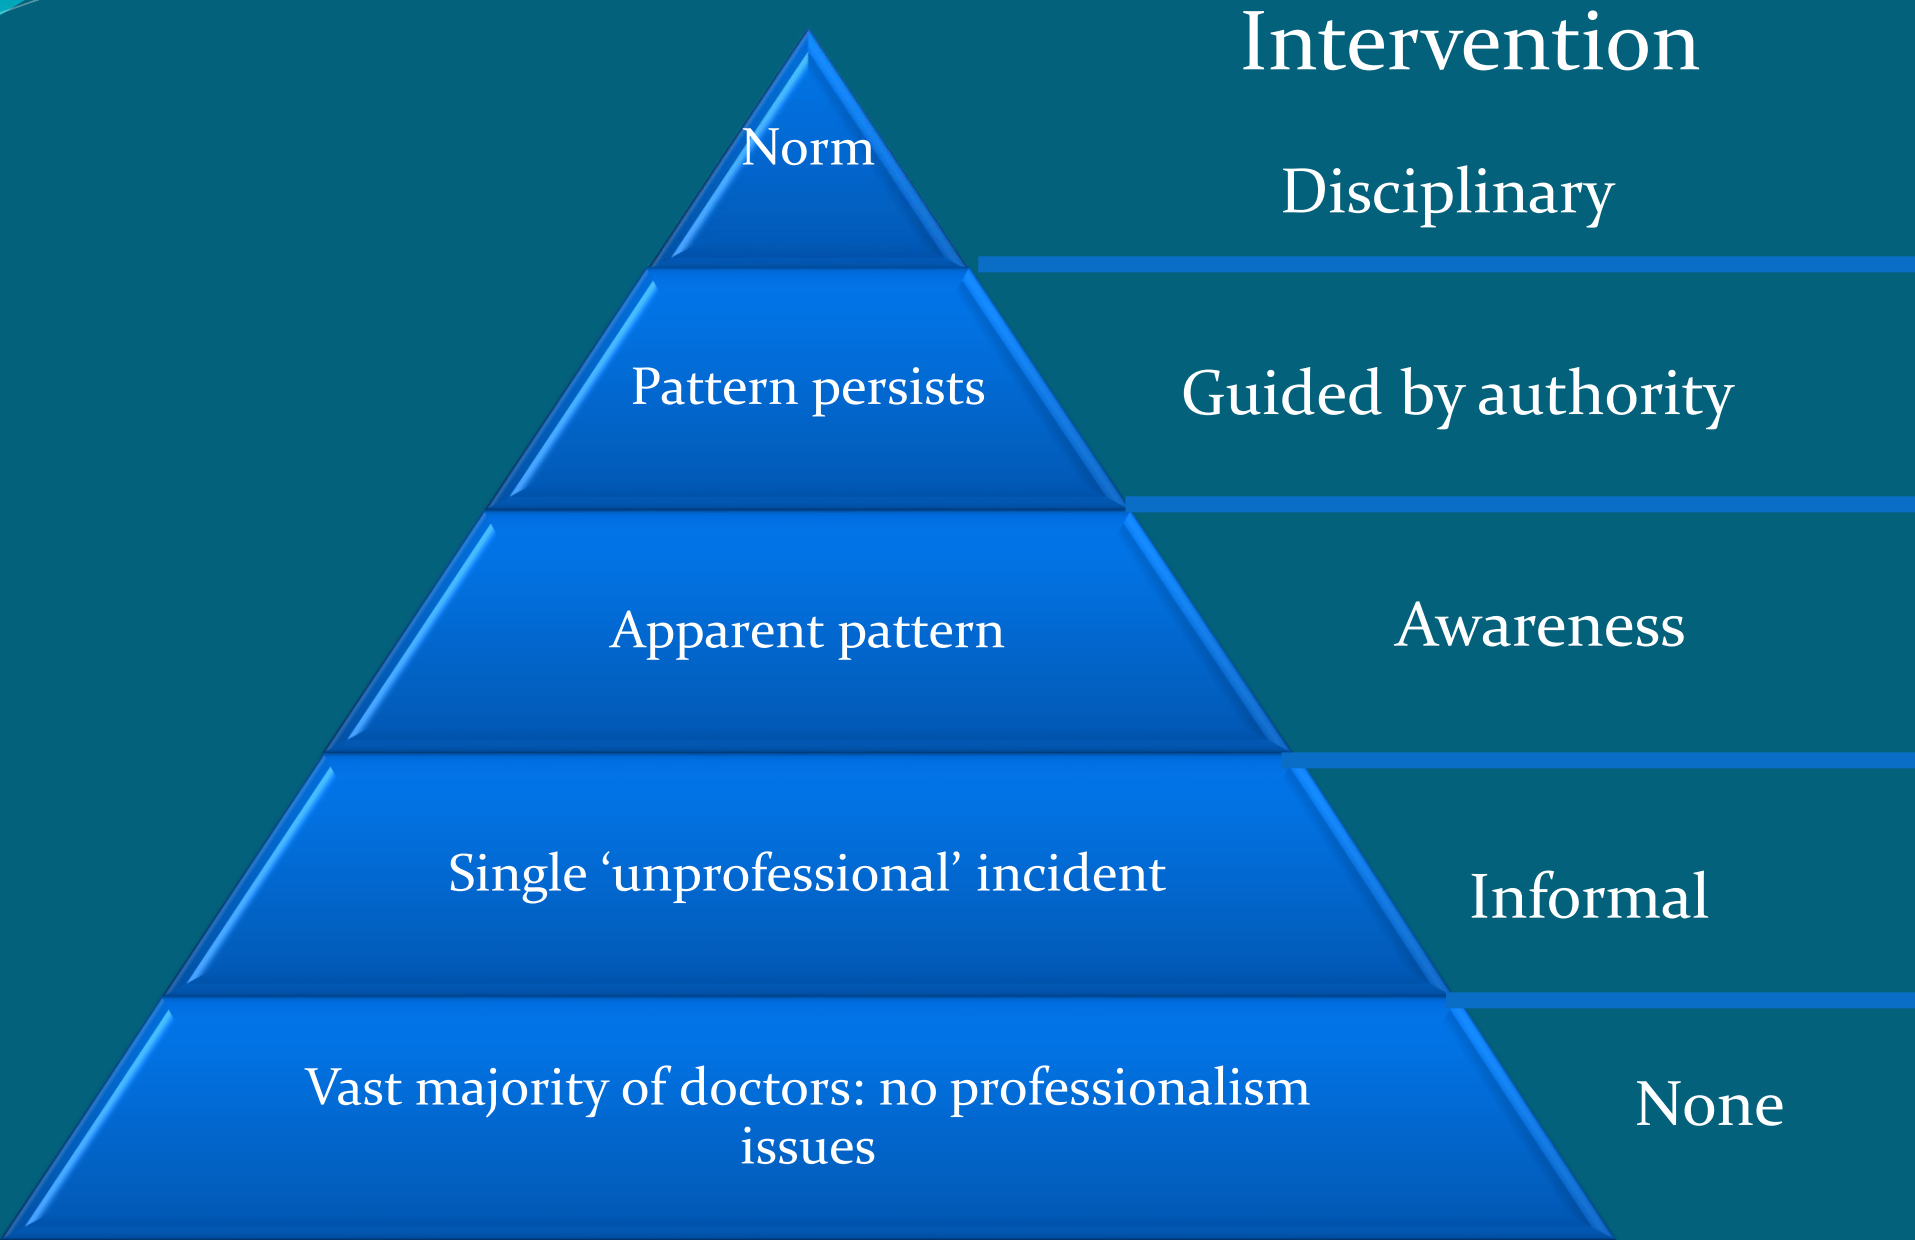 Intervention
Norm
Disciplinary
Pattern persists
Guided by authority
Apparent pattern
Awareness
Single ‘unprofessional’ incident
Informal
Vast majority of doctors: no professionalism
issues
None